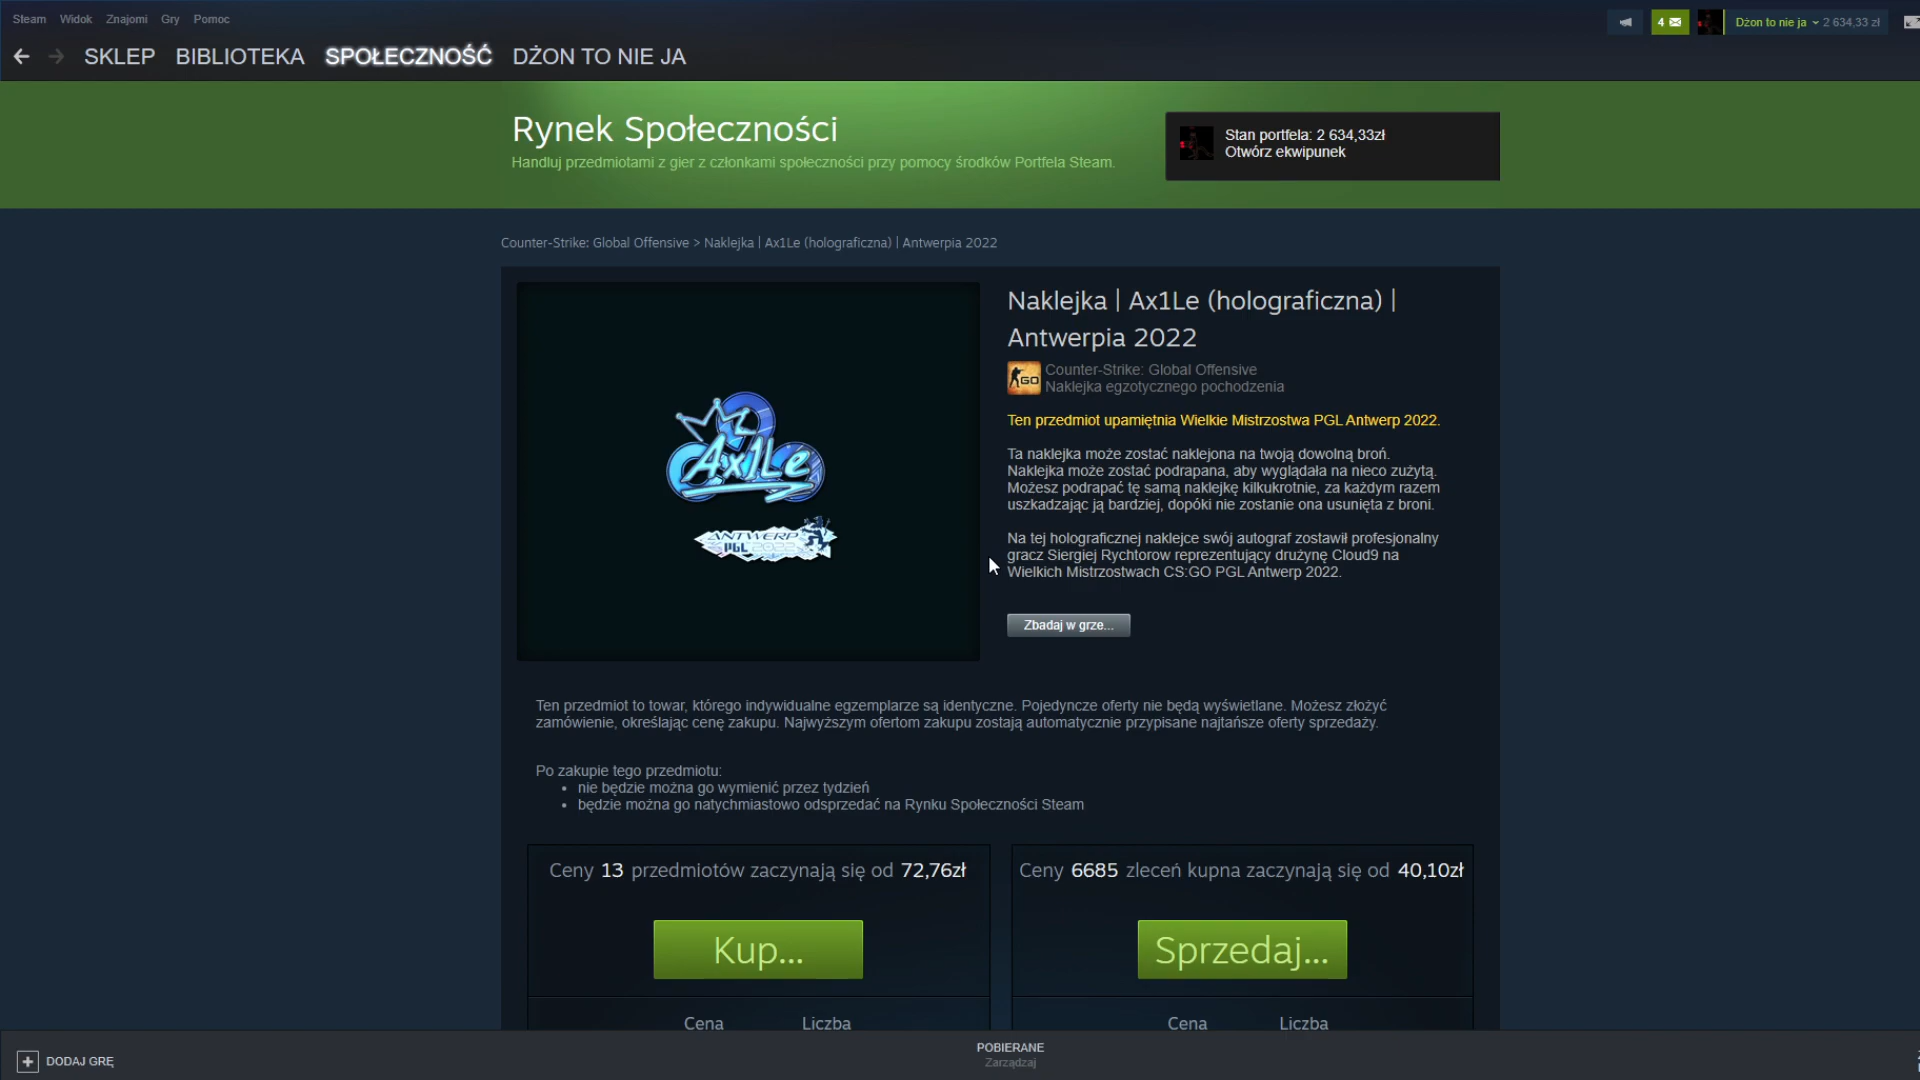 Steam Widok Znajomi Gry Pomoc
4 Dżon to nie ja 2 634,33 zł
SKLEP BIBLIOTEKA SPOŁECZNOŚĆ DŻON TO NIE JA
Rynek Społeczności
Handluj przedmiotami z gier z członkami społeczności przy pomocy środków Portfela Steam.
Stan portfela: 2 634,33zł
Otwórz ekwipunek
Counter-Strike: Global Offensive > Naklejka | Ax1Le (holograficzna) | Antwerpia 2022
Ax1Le
ANTWERP
PGL 2022
Naklejka | Ax1Le (holograficzna) |
Antwerpia 2022
GO
Counter-Strike: Global Offensive
Naklejka egzotycznego pochodzenia
Ten przedmiot upamiętnia Wielkie Mistrzostwa PGL Antwerp 2022.
Ta naklejka może zostać naklejona na twoją dowolną broń.
Naklejka może zostać podrapana, aby wyglądała na nieco zużytą.
Możesz podrapać tę samą naklejkę kilkukrotnie, za każdym razem
uszkadzając ją bardziej, dopóki nie zostanie ona usunięta z broni.
Na tej holograficznej naklejce swój autograf zostawił profesjonalny
gracz Siergiej Rychtorow reprezentujący drużynę Cloud9 na
Wielkich Mistrzostwach CS:GO PGL Antwerp 2022.
Zbadaj w grze...
Ten przedmiot to towar, którego indywidualne egzemplarze są identyczne. Pojedyncze oferty nie będą wyświetlane. Możesz złożyć
zamówienie, określając cenę zakupu. Najwyższym ofertom zakupu zostają automatycznie przypisane najtańsze oferty sprzedaży.
Po zakupie tego przedmiotu:
• nie będzie można go wymienić przez tydzień
• będzie można go natychmiastowo odsprzedać na Rynku Społeczności Steam
Ceny 13 przedmiotów zaczynają się od 72,76zł
Kup...
Cena Liczba
Ceny 6685 zleceń kupna zaczynają się od 40,10zł
Sprzedaj...
Cena Liczba
DODAJ GRĘ
POBIERANE
Zarządzaj